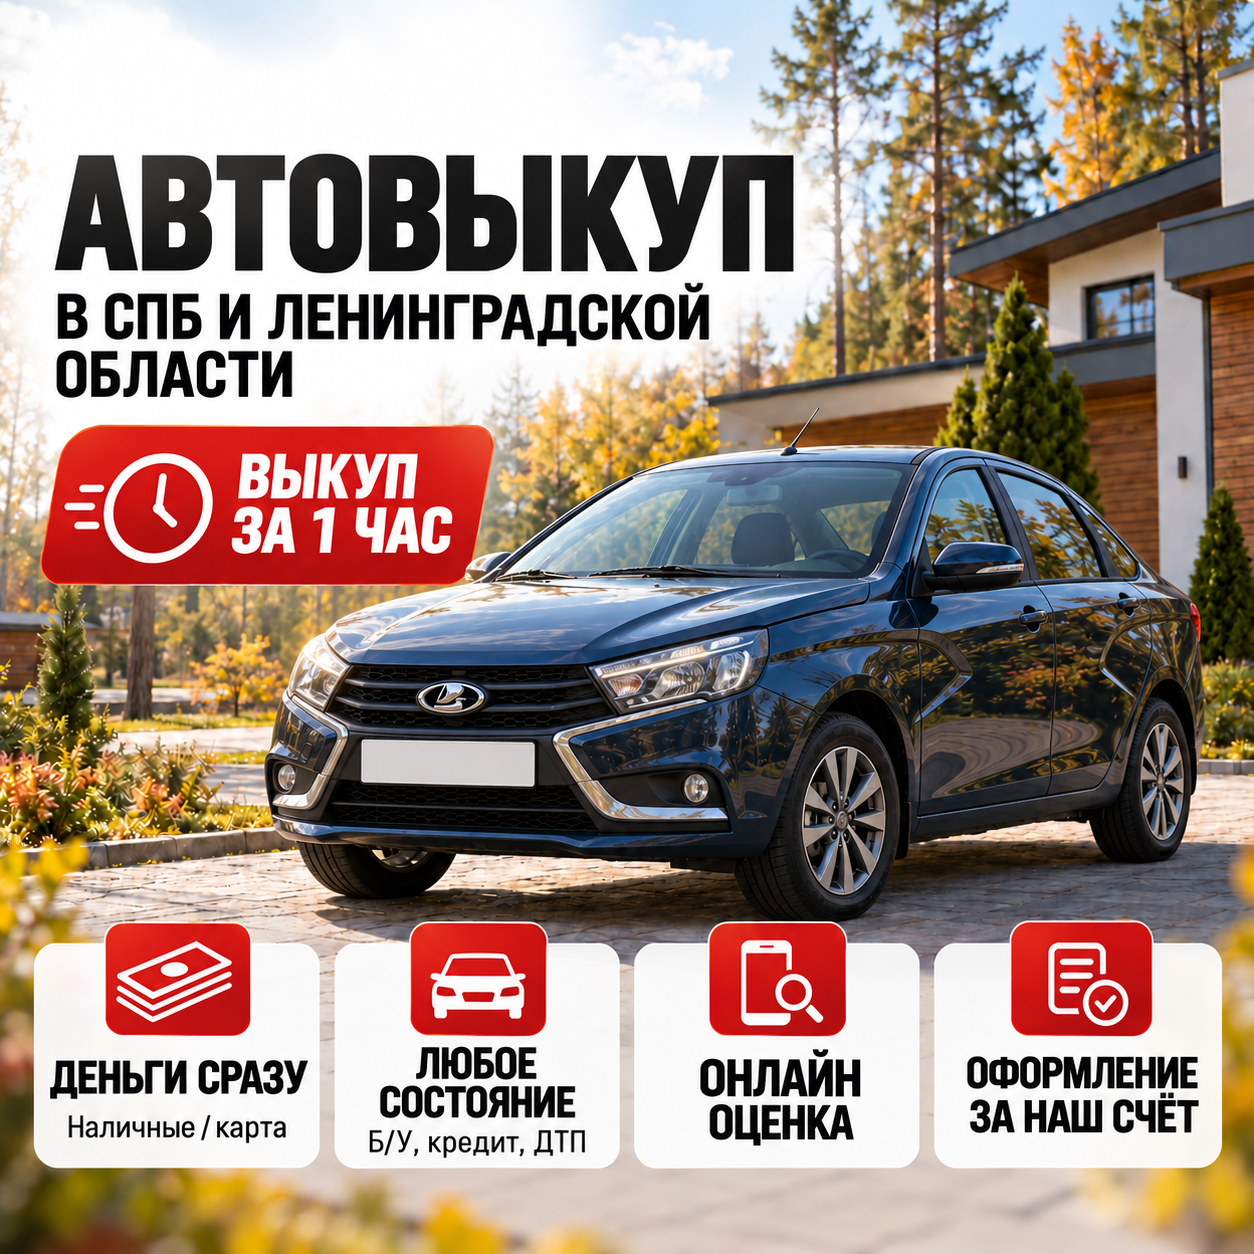 АВТОВЫКУП
В СПБ И ЛЕНИНГРАДСКОЙ
ОБЛАСТИ
ВЫКУП
ЗА 1 ЧАС
ДЕНЬГИ СРАЗУ
Наличные / карта
ЛЮБОЕ
СОСТОЯНИЕ
Б/У, кредит, ДТП
ОНЛАЙН
ОЦЕНКА
ОФОРМЛЕНИЕ
ЗА НАШ СЧЁТ